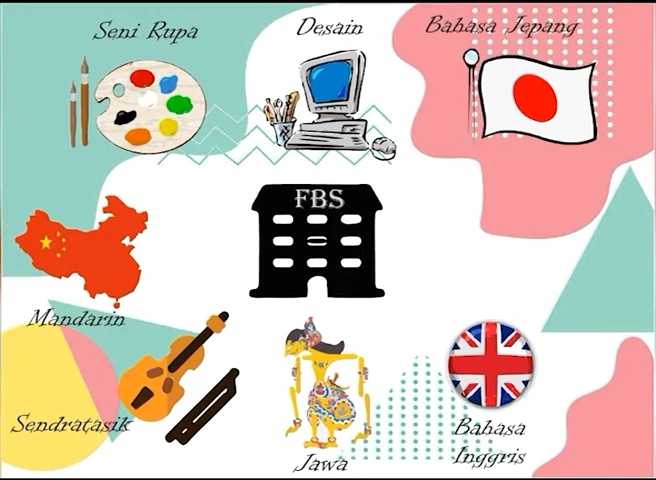 Seni Rupa
Desain
Bahasa Jepang
FBS
Mandarin
Sendratasik
Jawa
Bahasa
Inggris